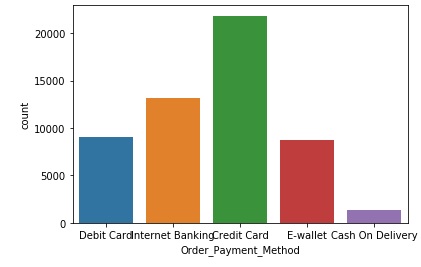 20000
15000
10000
5000
0
count
Debit Card Internet Banking Credit Card E-wallet Cash On Delivery
Order_Payment_Method